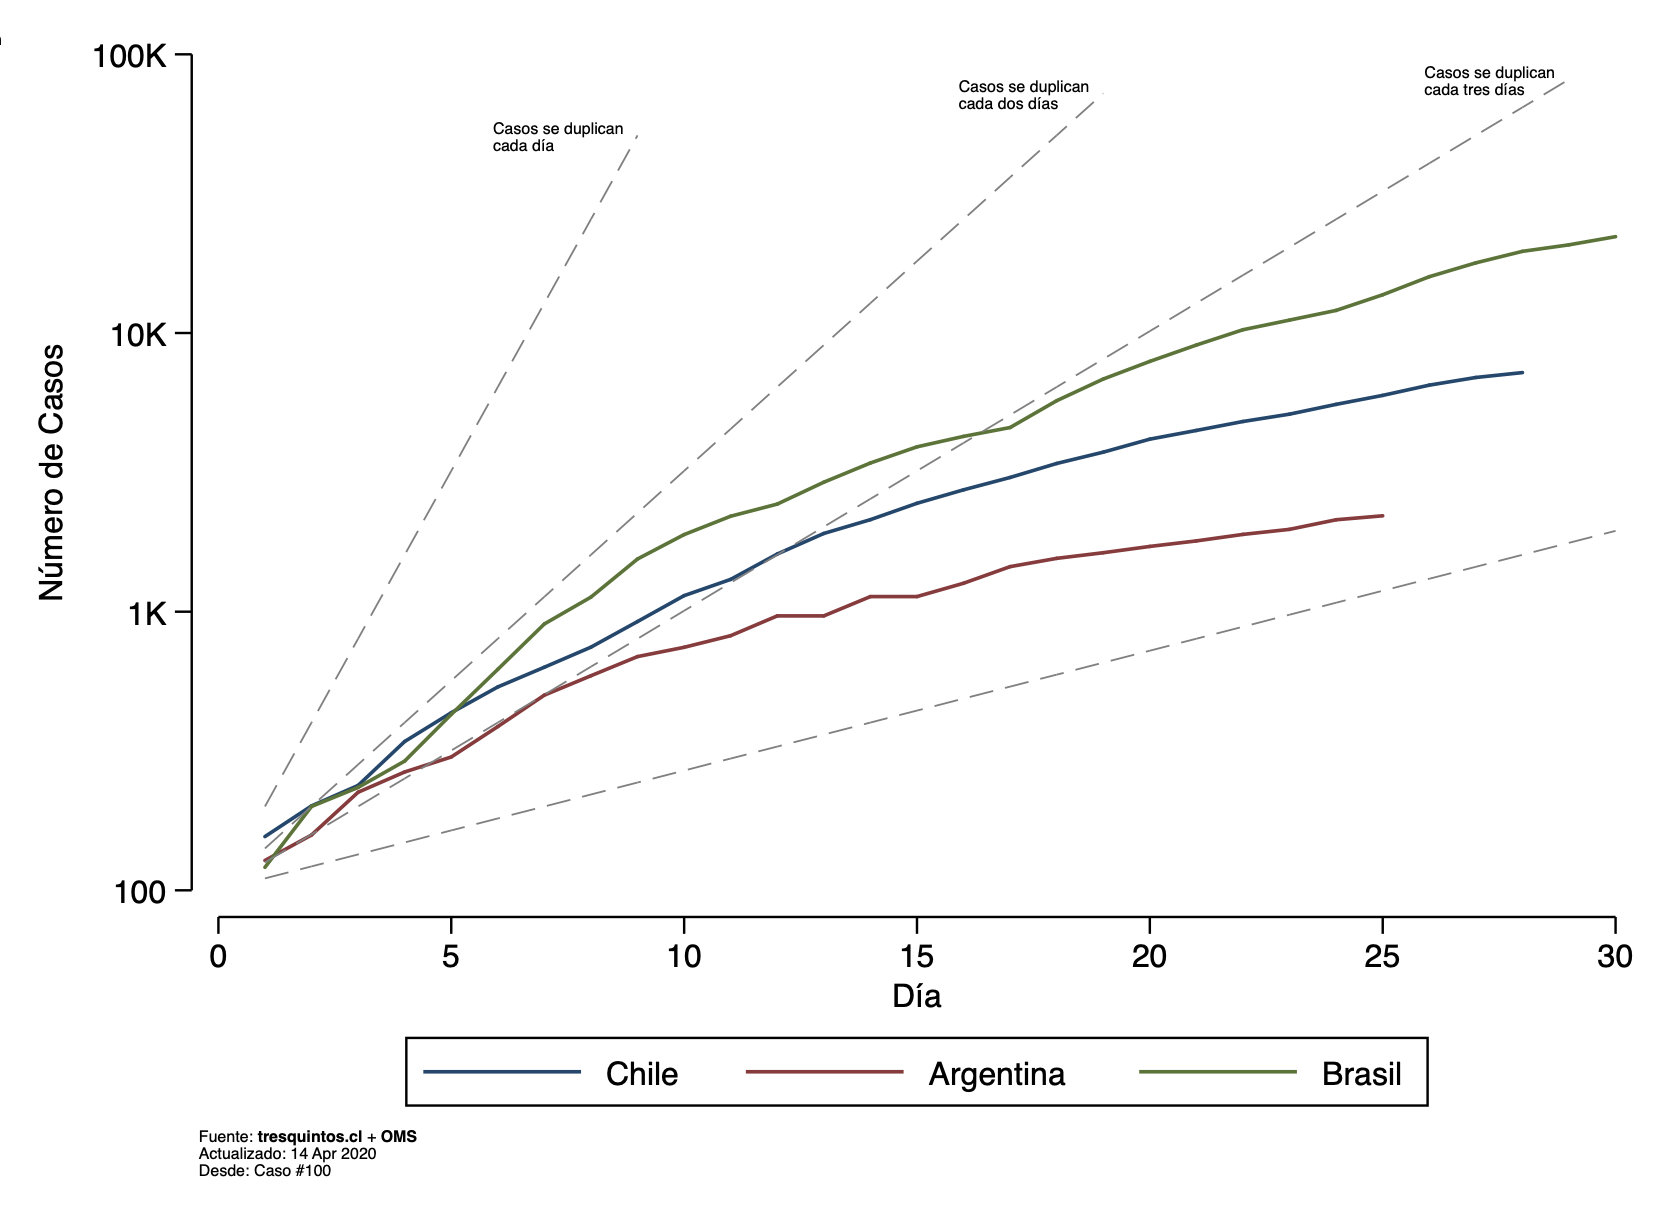 100K
10K
1K
100
Número de Casos
Casos se duplican
cada día
Casos se duplican
cada dos días
Casos se duplican
cada tres días
0 5 10 15 20 25 30
Día
Chile Argentina Brasil
Fuente: tresquintos.cl + OMS
Actualizado: 14 Apr 2020
Desde: Caso #100